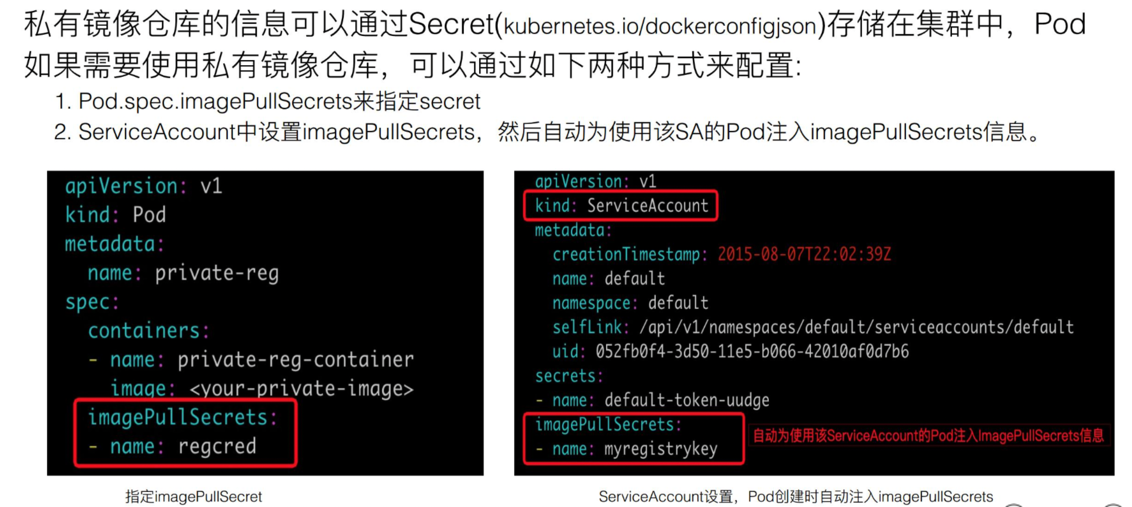 私有镜像仓库的信息可以通过Secret(kubernetes.io/dockerconfigjson)存储在集群中，Pod
如果需要使用私有镜像仓库，可以通过如下两种方式来配置:
1. Pod.spec.imagePullSecrets来指定secret
2. ServiceAccount中设置imagePullSecrets，然后自动为使用该SA的Pod注入imagePullSecrets信息。
apiVersion: v1
kind: Pod
metadata:
  name: private-reg
spec:
  containers:
  - name: private-reg-container
    image: <your-private-image>
  imagePullSecrets:
  - name: regcred
指定imagePullSecret
apiVersion: v1
kind: ServiceAccount
metadata:
  creationTimestamp: 2015-08-07T22:02:39Z
  name: default
  namespace: default
  selfLink: /api/v1/namespaces/default/serviceaccounts/default
  uid: 052fb0f4-3d50-11e5-b066-42010af0d7b6
secrets:
- name: default-token-uudge
imagePullSecrets:
- name: myregistrykey
自动为使用该ServiceAccount的Pod注入ImagePullSecrets信息
ServiceAccount设置，Pod创建时自动注入imagePullSecrets